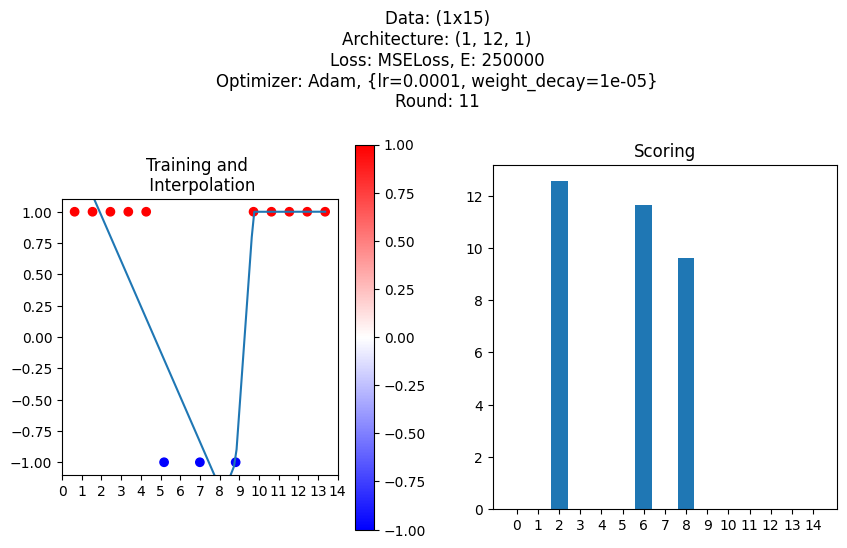 Data: (1x15)
Architecture: (1, 12, 1)
Loss: MSELoss, E: 250000
Optimizer: Adam, {lr=0.0001, weight_decay=1e-05}
Round: 11
Training and
Interpolation
1.00
0.75
0.50
0.25
0.00
−0.25
−0.50
−0.75
−1.00
0 1 2 3 4 5 6 7 8 9 10 11 12 13 14
1.00
0.75
0.50
0.25
0.00
−0.25
−0.50
−0.75
−1.00
Scoring
12
10
8
6
4
2
0
0 1 2 3 4 5 6 7 8 9 10 11 12 13 14